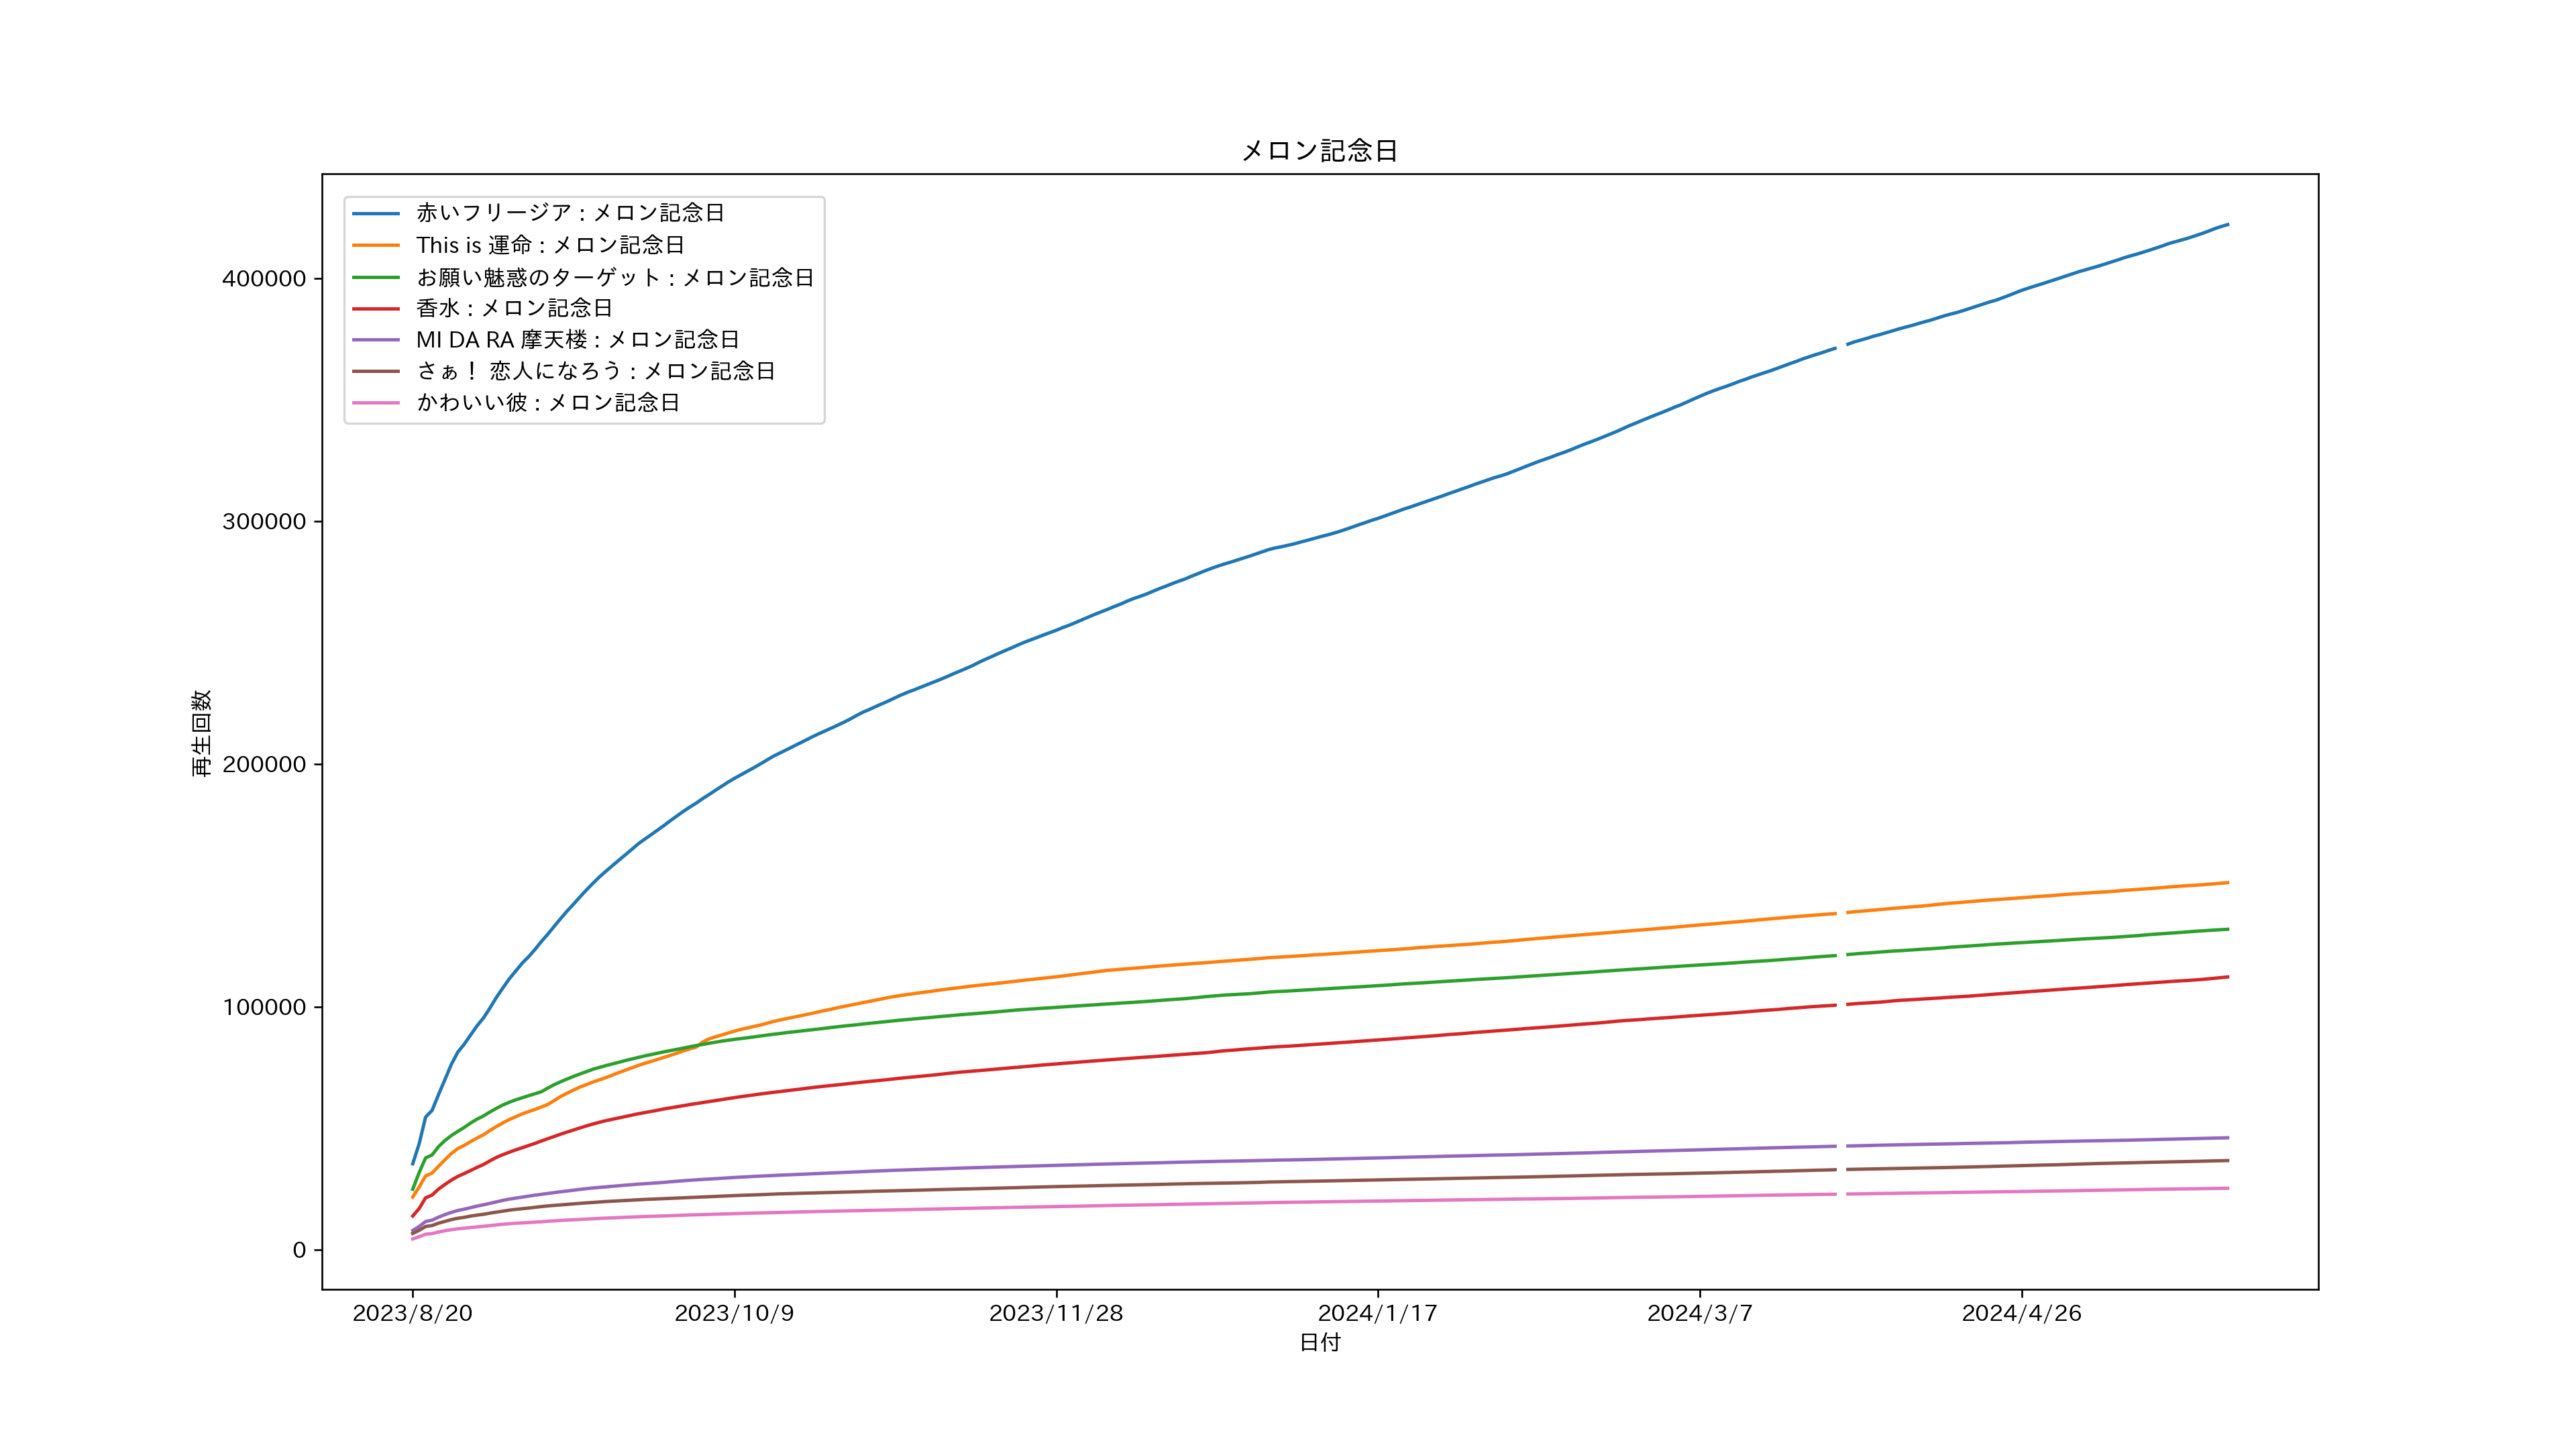 メロン記念日
赤いフリージア : メロン記念日
This is 運命 : メロン記念日
お願い魅惑のターゲット : メロン記念日
香水 : メロン記念日
MI DA RA 摩天楼 : メロン記念日
さぁ！ 恋人になろう : メロン記念日
かわいい彼 : メロン記念日
400000
300000
200000
100000
0
再生回数
2023/8/20 2023/10/9 2023/11/28 2024/1/17 2024/3/7 2024/4/26
日付